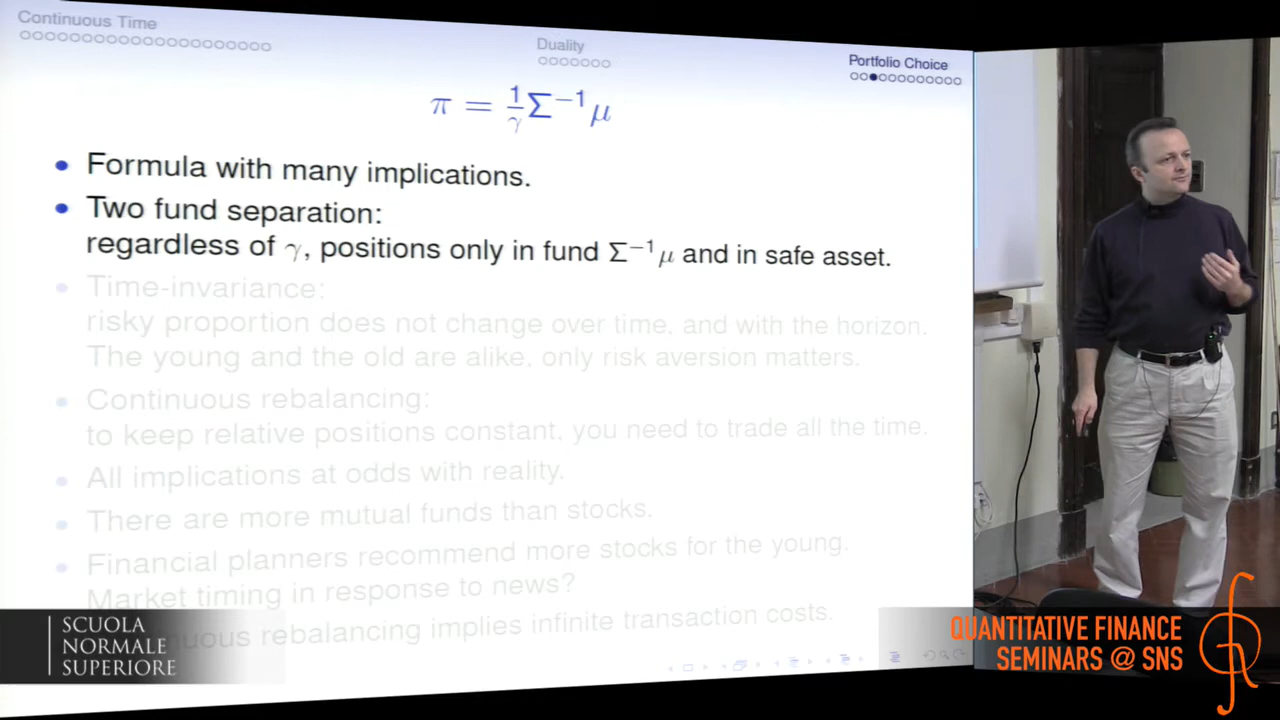 Continuous Time
Duality
Portfolio Choice
π = 1/γ Σ⁻¹ μ
• Formula with many implications.
• Two fund separation:
regardless of γ, positions only in fund Σ⁻¹μ and in safe asset.
• Time-invariance:
risky proportion does not change over time, and with the horizon.
The young and the old are alike, only risk aversion matters.
• Continuous rebalancing:
to keep relative positions constant, you need to trade all the time.
• All implications at odds with reality.
• There are more mutual funds than stocks.
• Financial planners recommend more stocks for the young.
Market timing in response to news?
rebalancing implies infinite transaction costs.
SCUOLA
NORMALE
SUPERIORE
QUANTITATIVE FINANCE
SEMINARS @ SNS